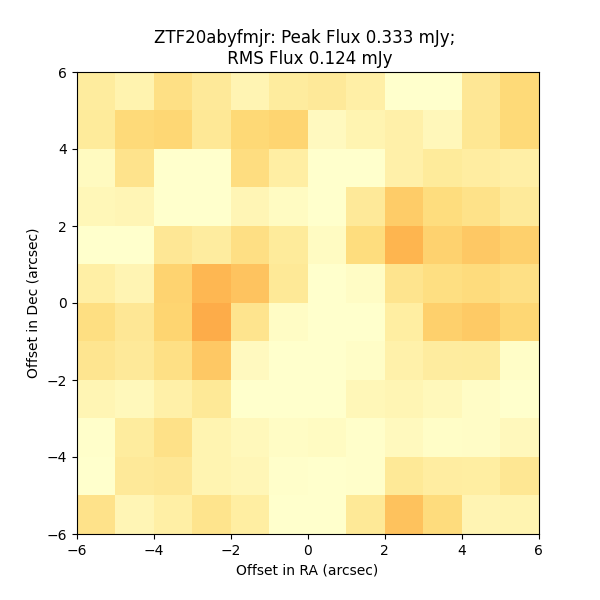 ZTF20abyfmjr: Peak Flux 0.333 mJy;
RMS Flux 0.124 mJy
6
4
2
0
−2
−4
−6
Offset in Dec (arcsec)
−6 −4 −2 0 2 4 6
Offset in RA (arcsec)